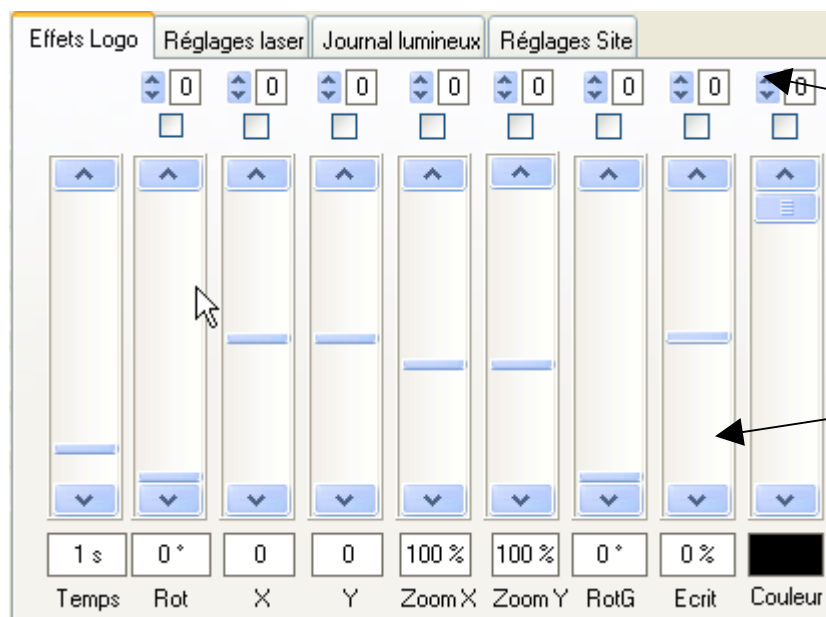 Effets Logo Réglages laser Journal lumineux Réglages Site
0 0 0 0 0 0 0 0
1 s 0 ° 0 0 100 % 100 % 0 ° 0 %
Temps Rot X Y Zoom X Zoom Y RotG Ecrit Couleur